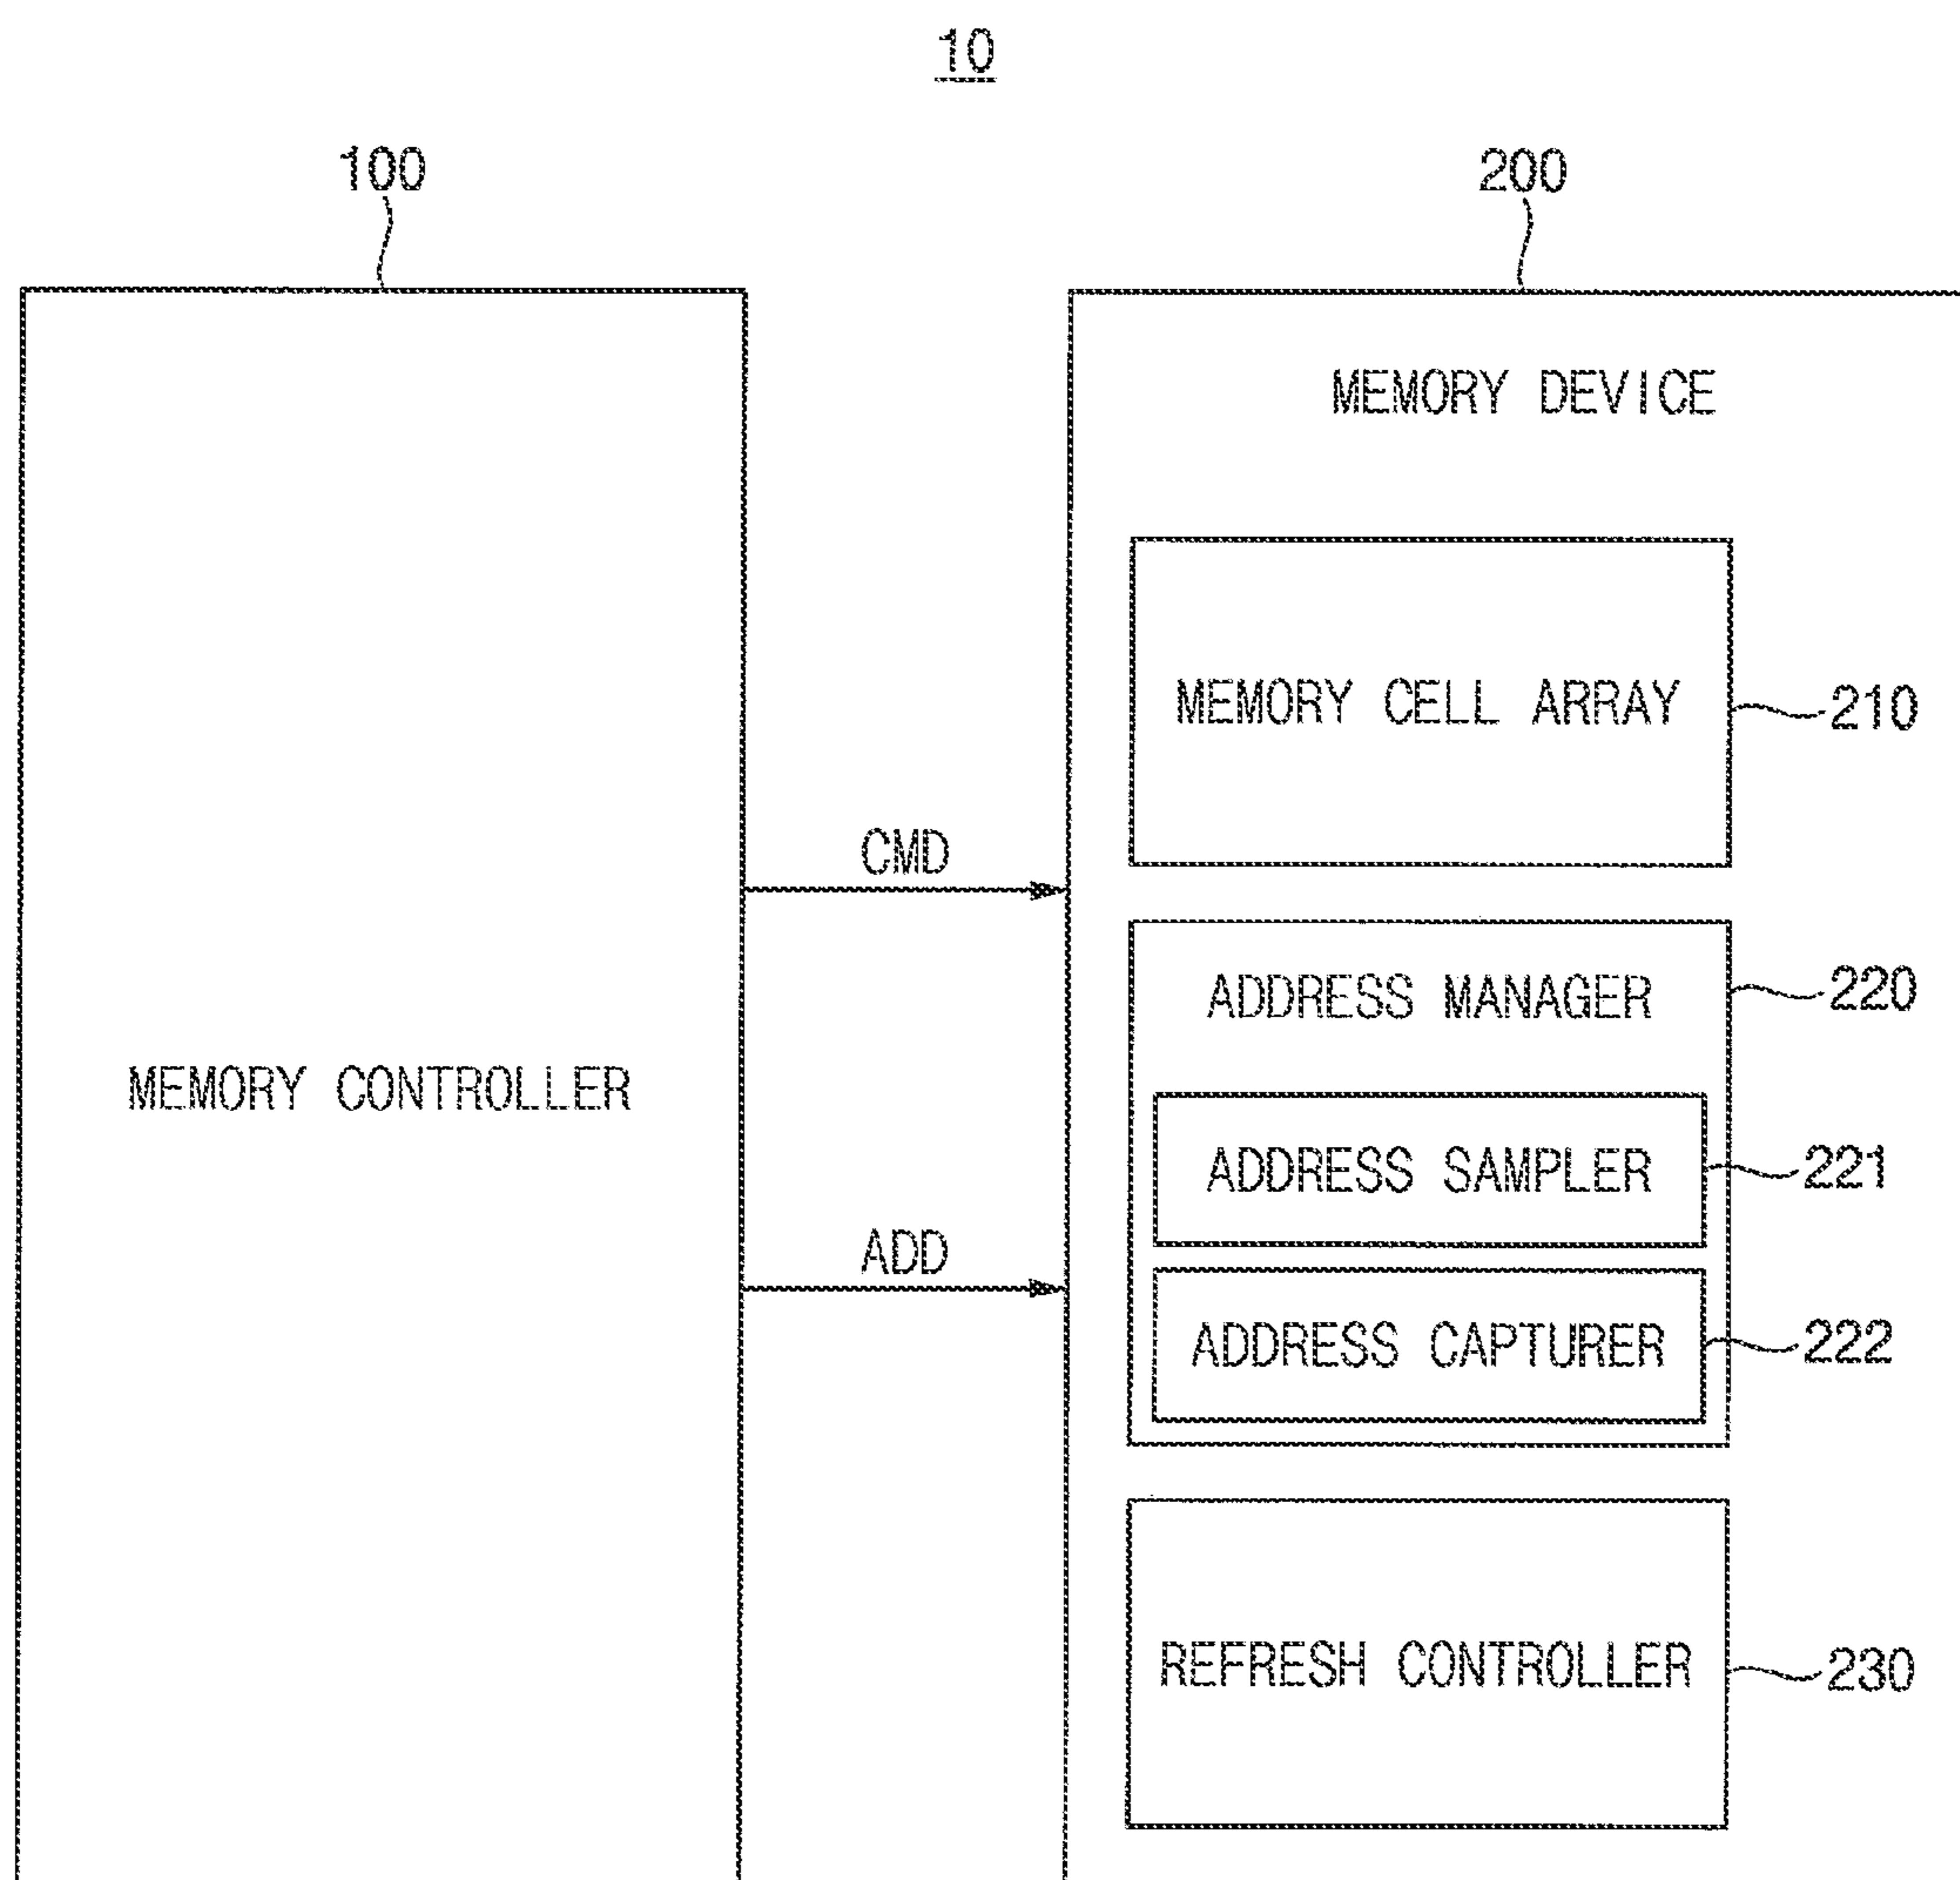 10
100
200
MEMORY DEVICE
MEMORY CELL ARRAY
210
CMD
ADDRESS MANAGER
220
MEMORY CONTROLLER
ADDRESS SAMPLER
221
ADD
ADDRESS CAPTURER
222
REFRESH CONTROLLER
230